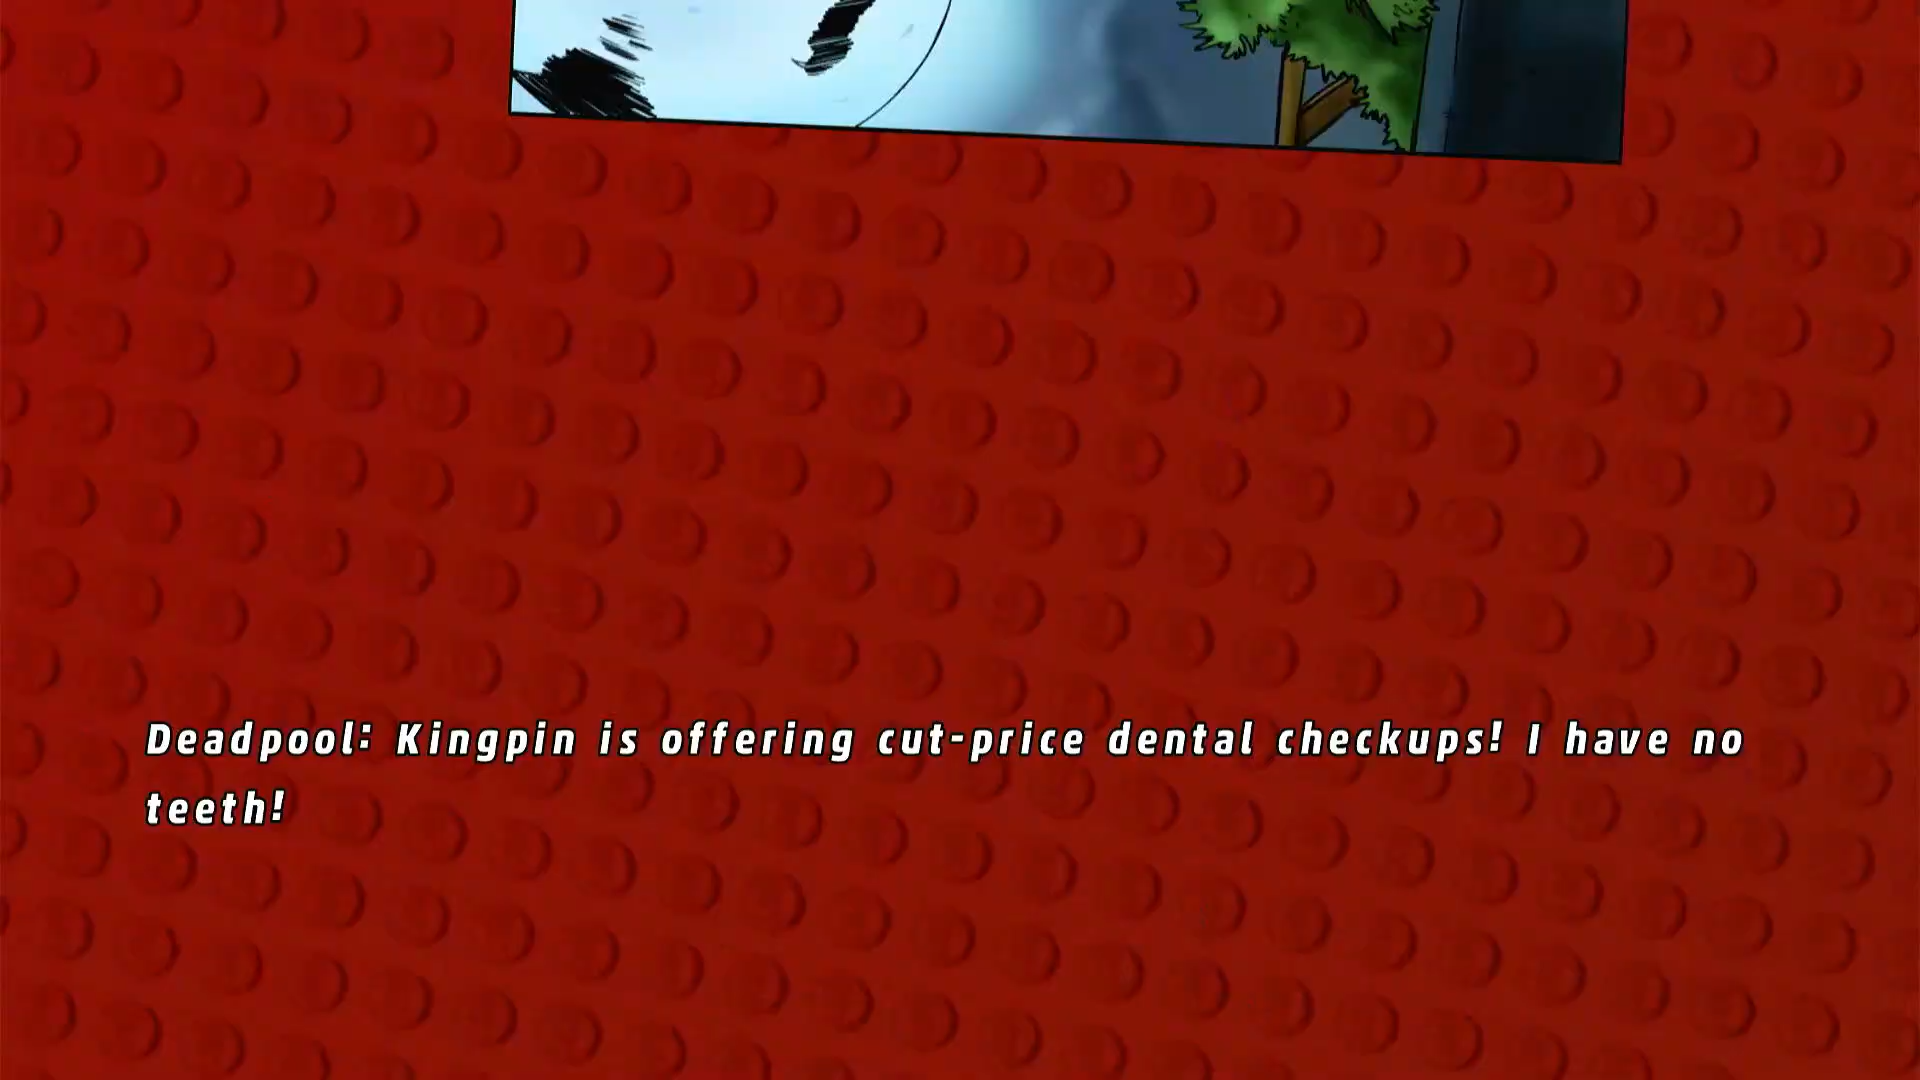 Deadpool: Kingpin is offering cut-price dental checkups! I have no
teeth!